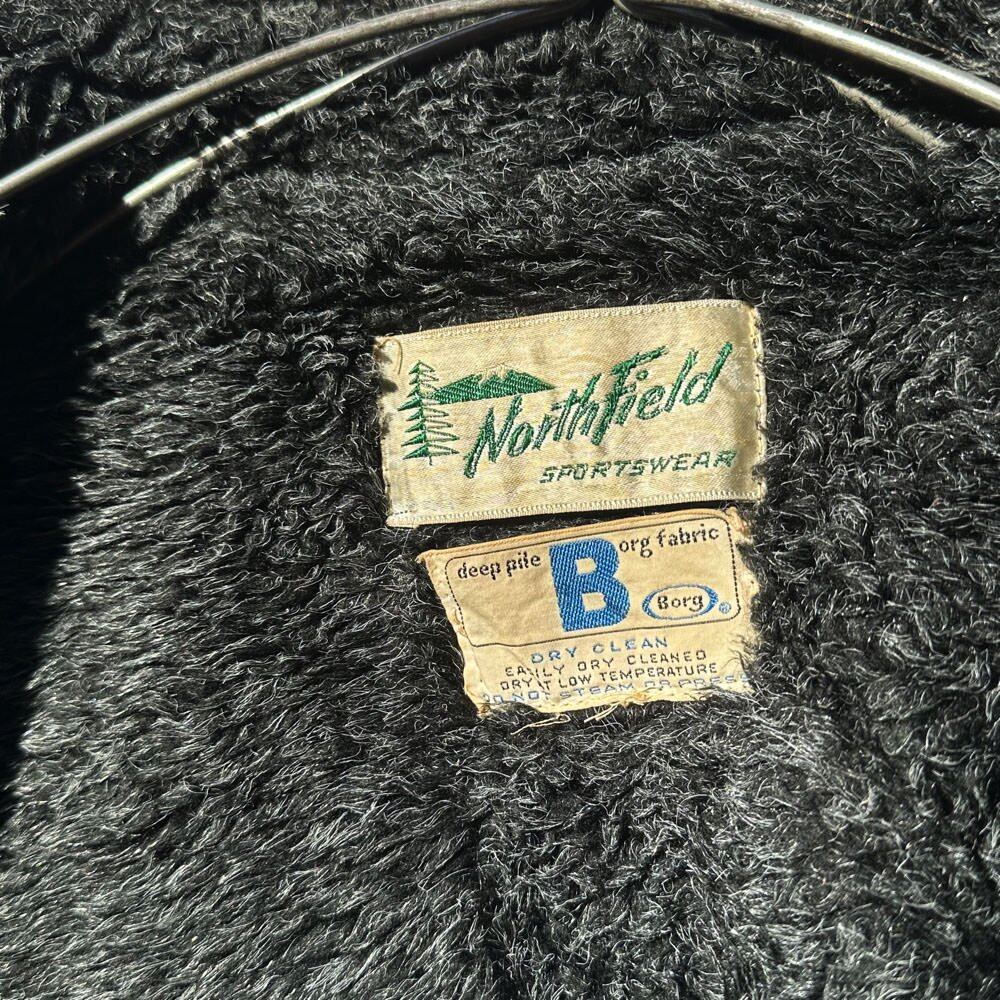 NorthField
SPORTSWEAR
deep pile Borg fabric
Borg ®
DRY CLEAN
EASILY DRY CLEANED
DRY AT LOW TEMPERATURE
DO NOT STEAM OR PRESS